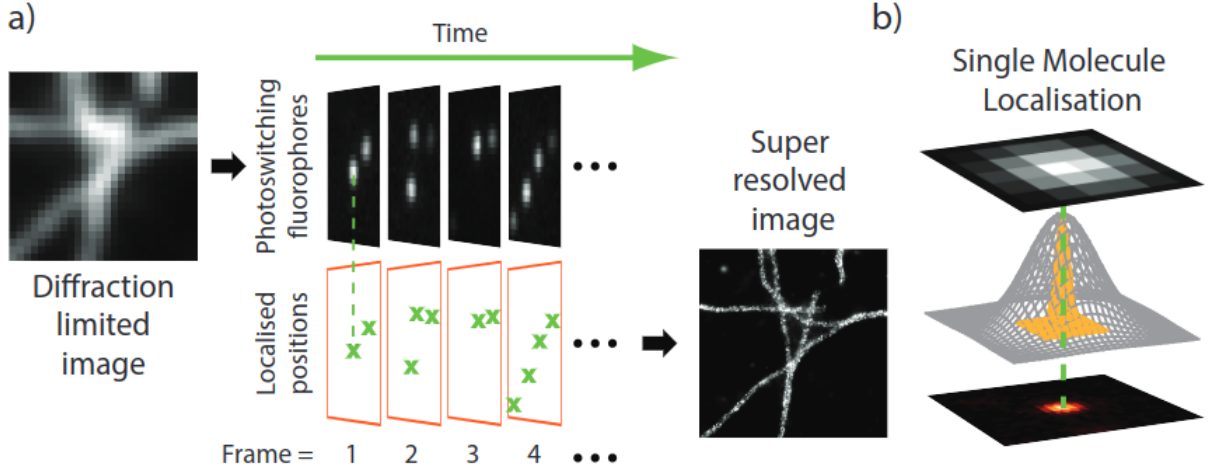 a)
Diffraction
limited
image
Time
Photoswitching
fluorophores
Localised
positions
x x
x x x
x x x
x x x x
Frame = 1 2 3 4 •••
Super
resolved
image
b)
Single Molecule
Localisation